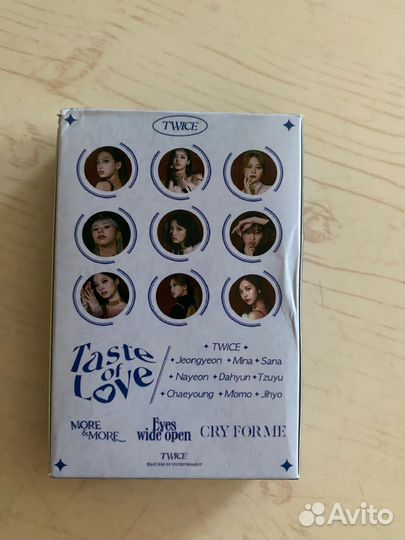 TWICE
Taste
of
Love
✦ TWICE ✦
✦ Jeongyeon ✦ Mina ✦ Sana
✦ Nayeon ✦ Dahyun ✦ Tzuyu
✦ Chaeyoung ✦ Momo ✦ Jihyo
MORE
& MORE
Eyes
wide open
CRY FOR ME
TWICE
Avito